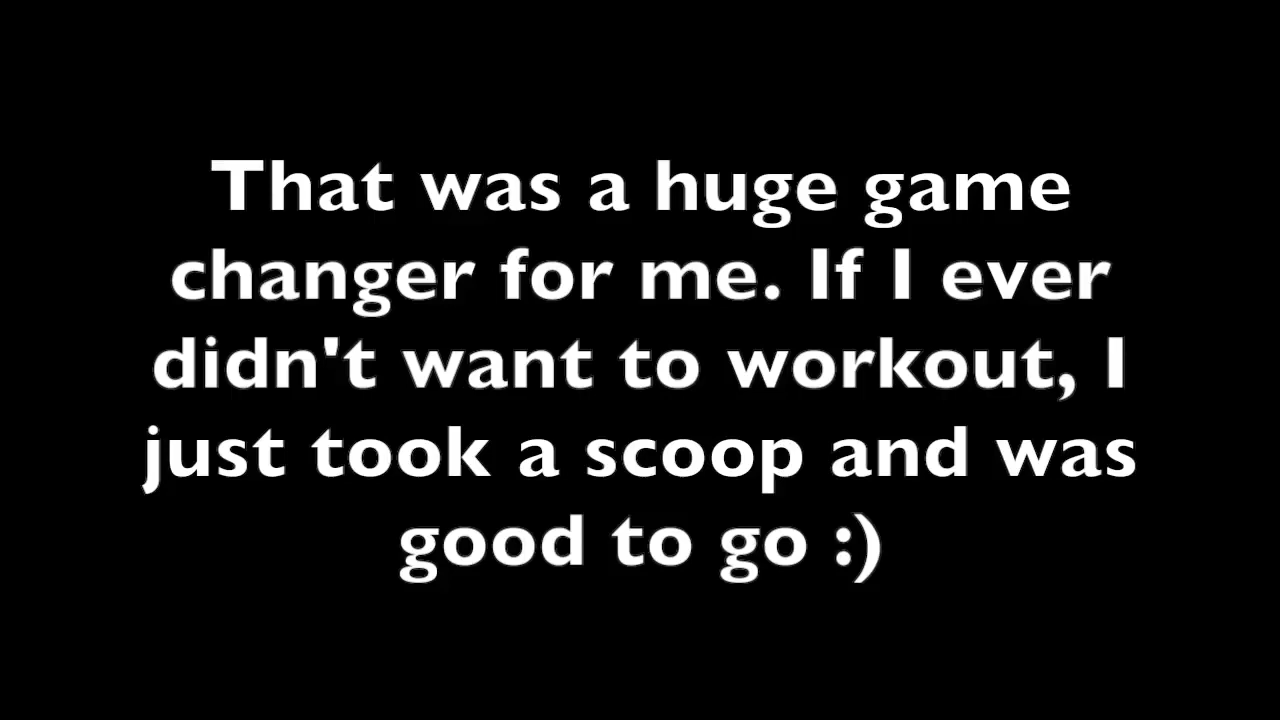 That was a huge game
changer for me. If I ever
didn't want to workout, I
just took a scoop and was
good to go :)